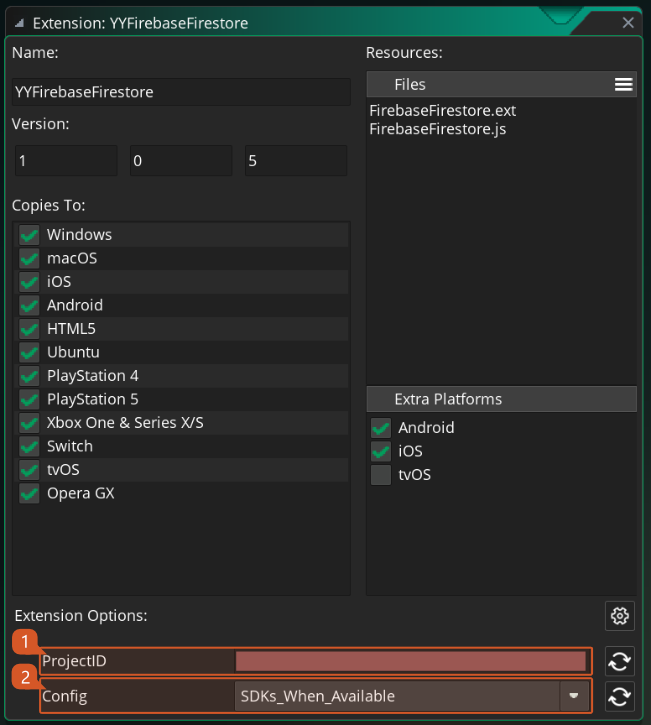 Extension: YYFirebaseFirestore
Name:
YYFirebaseFirestore
Version:
1 0 5
Copies To:
Windows
macOS
iOS
Android
HTML5
Ubuntu
PlayStation 4
PlayStation 5
Xbox One & Series X/S
Switch
tvOS
Opera GX
Resources:
Files
FirebaseFirestore.ext
FirebaseFirestore.js
Extra Platforms
Android
iOS
tvOS
Extension Options:
1
ProjectID
2
Config SDKs_When_Available